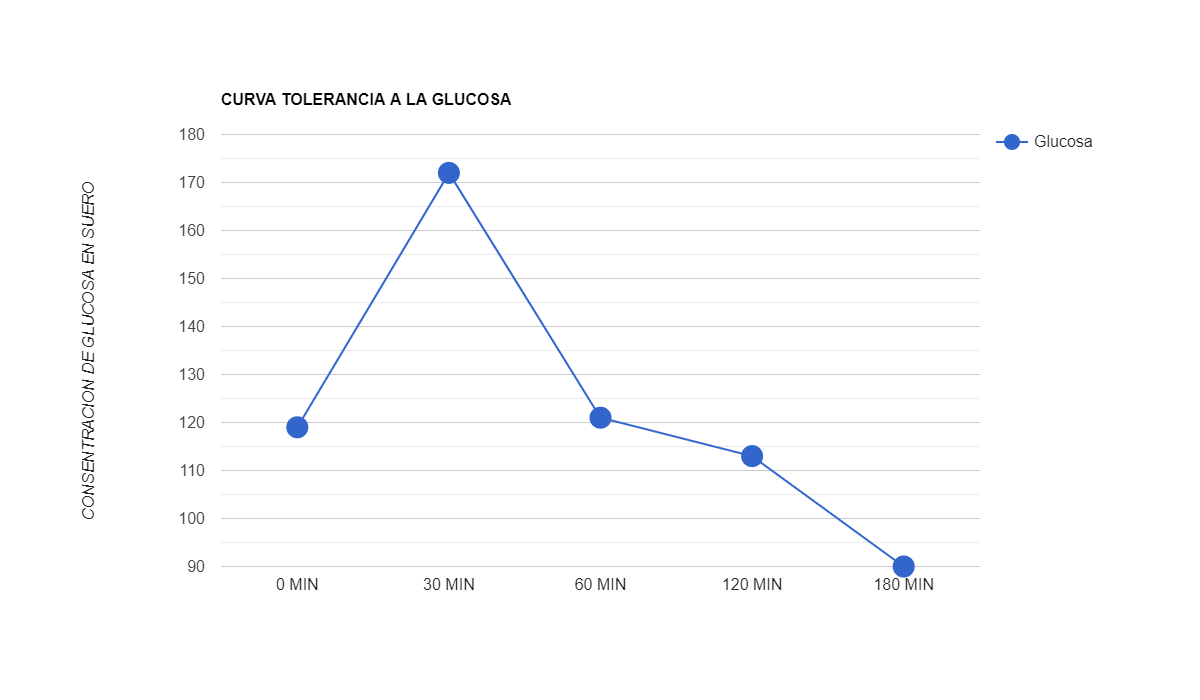 CURVA TOLERANCIA A LA GLUCOSA
Glucosa
CONSENTRACION DE GLUCOSA EN SUERO
180
170
160
150
140
130
120
110
100
90
0 MIN
30 MIN
60 MIN
120 MIN
180 MIN